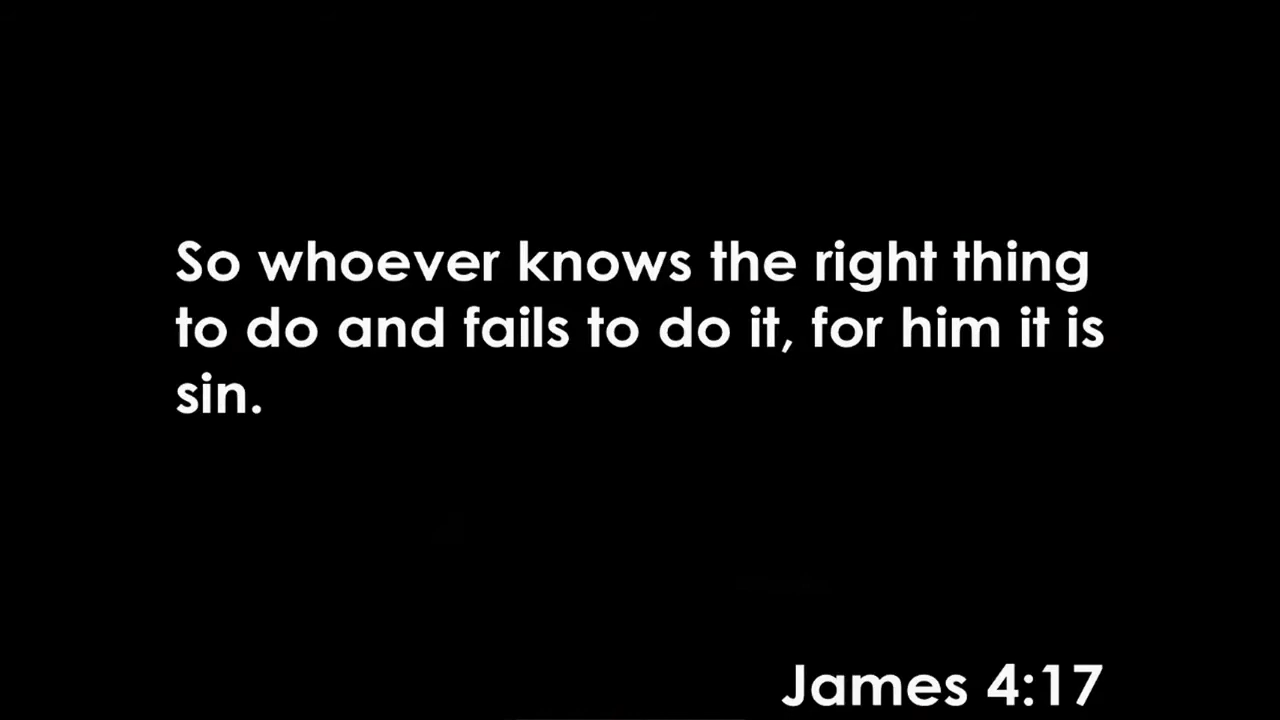 So whoever knows the right thing
to do and fails to do it, for him it is
sin.
James 4:17